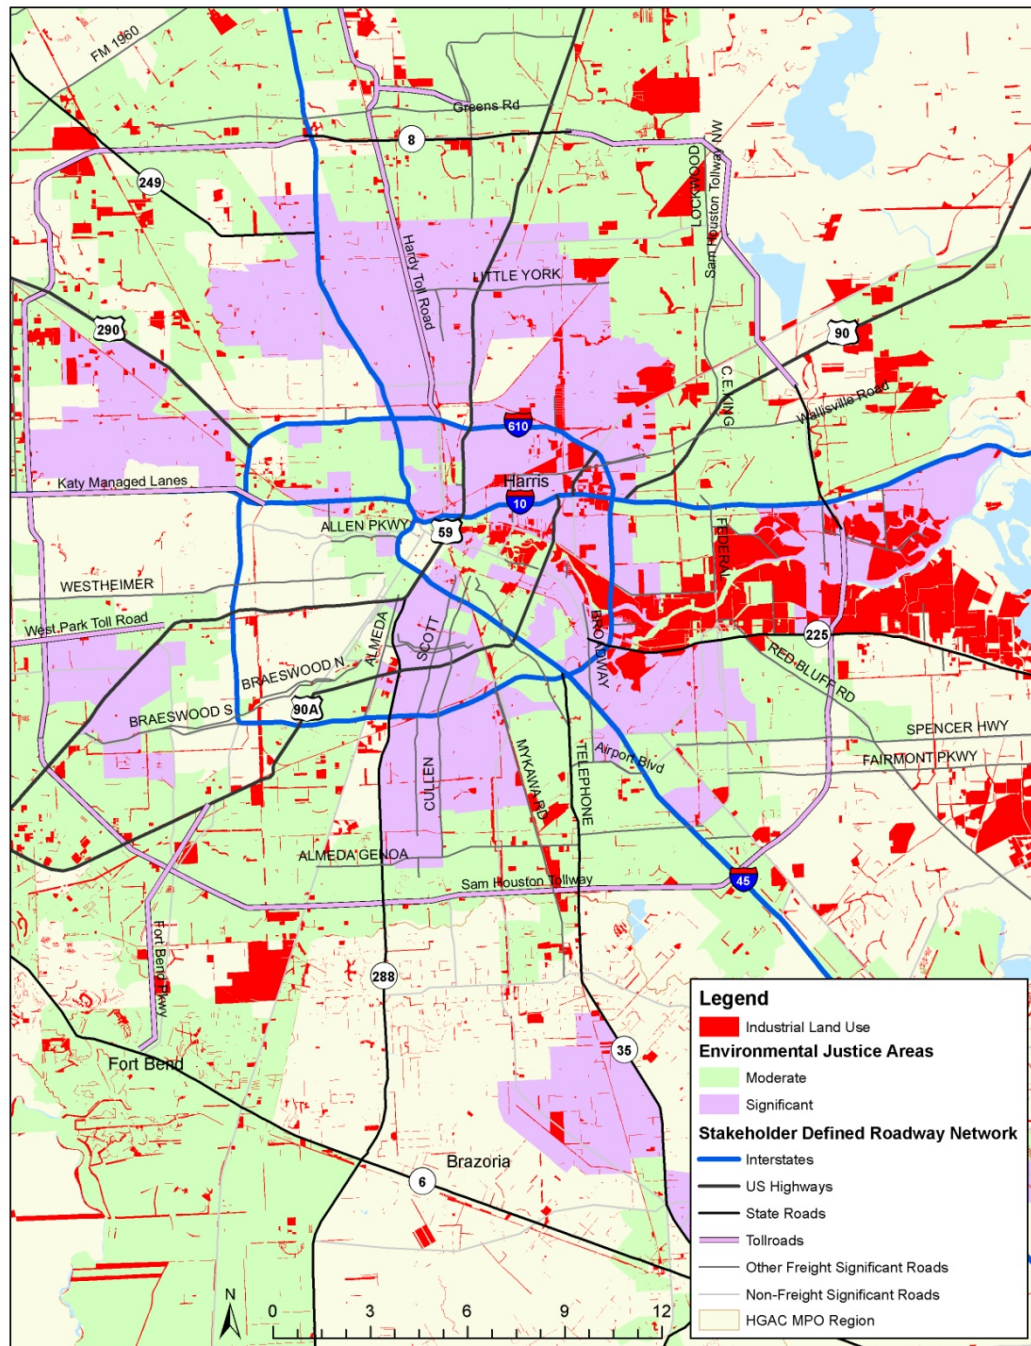 FM 1960
Greens Rd
8
LOCKWOOD
Sam Houston Tollway NW
249
Hardy Toll Road
LITTLE YORK
290
90
C.E. KING
Wallisville Road
610
Harris
Katy Managed Lanes
10
ALLEN PKWY
59
FEDERAL
WESTHEIMER
West Park Toll Road
ALMEDA
SCOTT
BROADWAY
225
RED BLUFF RD
BRAESWOOD N
BRAESWOOD S
90A
SPENCER HWY
FAIRMONT PKWY
Airport Blvd
CULLEN
MYKAWA RD
TELEPHONE
ALMEDA GENOA
Sam Houston Tollway
45
Fort Bend Pkwy
288
35
Fort Bend
Brazoria
6
Legend
Industrial Land Use
Environmental Justice Areas
Moderate
Significant
Stakeholder Defined Roadway Network
Interstates
US Highways
State Roads
Tollroads
Other Freight Significant Roads
Non-Freight Significant Roads
HGAC MPO Region
N
0 3 6 9 12